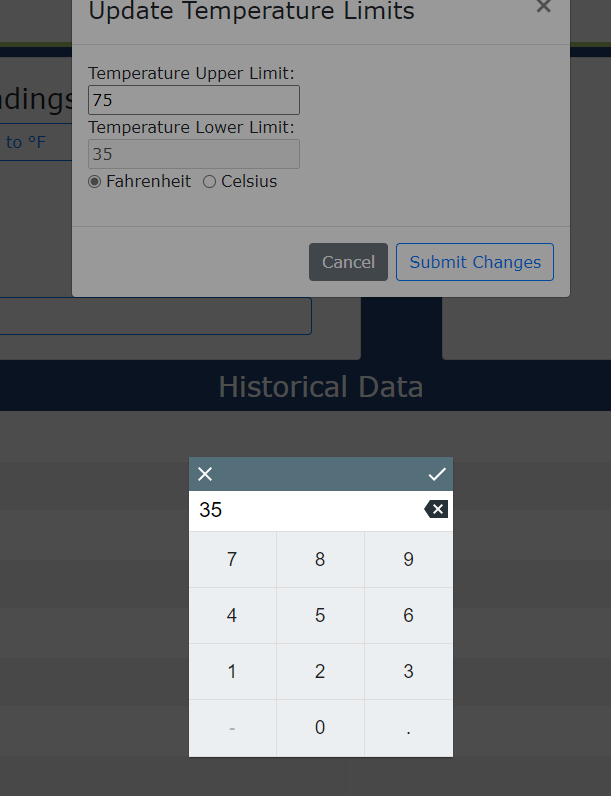 Update Temperature Limits
dings
to °F
Temperature Upper Limit:
75
Temperature Lower Limit:
35
Fahrenheit Celsius
Cancel Submit Changes
Historical Data
35
7 8 9
4 5 6
1 2 3
- 0 .